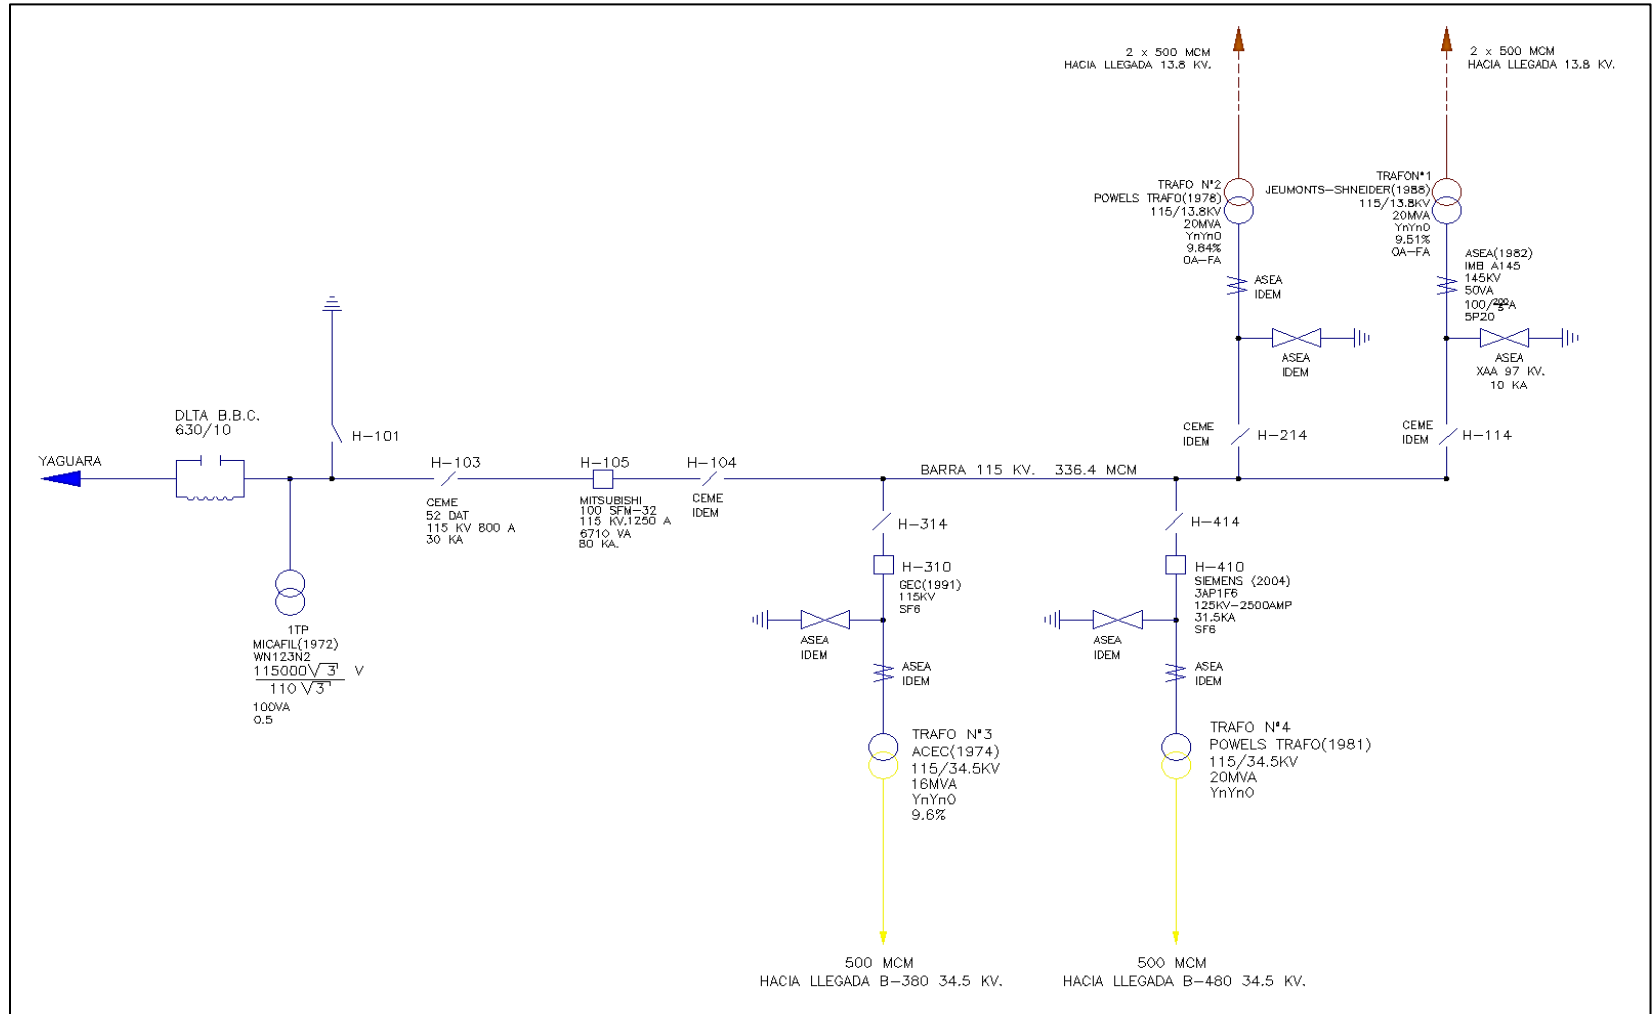 2 x 500 MCM
HACIA LLEGADA 13.8 KV.
2 x 500 MCM
HACIA LLEGADA 13.8 KV.
TRAFO N°2
POWELS TRAFO(1978)
115/13.8KV
20MVA
YnYn0
9.84%
OA-FA
TRAFON°1
JEUMONTS-SHNEIDER(1988)
115/13.8KV
20MVA
YnYn0
9.51%
OA-FA
ASEA
IDEM
ASEA(1982)
IMB A145
145KV
50VA
5P20
ASEA
IDEM
ASEA
XAA 97 KV.
10 KA
CEME
IDEM
H-214
CEME
IDEM
H-114
DLTA B.B.C.
630/10
H-101
YAGUARA
H-103
CEME
52 DAT
115 KV 800 A
30 KA
H-105
MITSUBISHI
100 SFM-32
115 KV.1250 A
6710 VA
80 KA.
H-104
CEME
IDEM
BARRA 115 KV. 336.4 MCM
H-314
H-310
GEC(1991)
115KV
SF6
ASEA
IDEM
ASEA
IDEM
H-414
H-410
SIEMENS (2004)
3AP1F6
125KV-2500AMP
31.5KA
SF6
ASEA
IDEM
ASEA
IDEM
1TP
MICAFIL(1972)
WN123N2
115000√3 V
110 √3
100VA
0.5
TRAFO N°3
ACEC(1974)
115/34.5KV
16MVA
YnYn0
9.6%
TRAFO N°4
POWELS TRAFO(1981)
115/34.5KV
20MVA
YnYn0
500 MCM
HACIA LLEGADA B-380 34.5 KV.
500 MCM
HACIA LLEGADA B-480 34.5 KV.